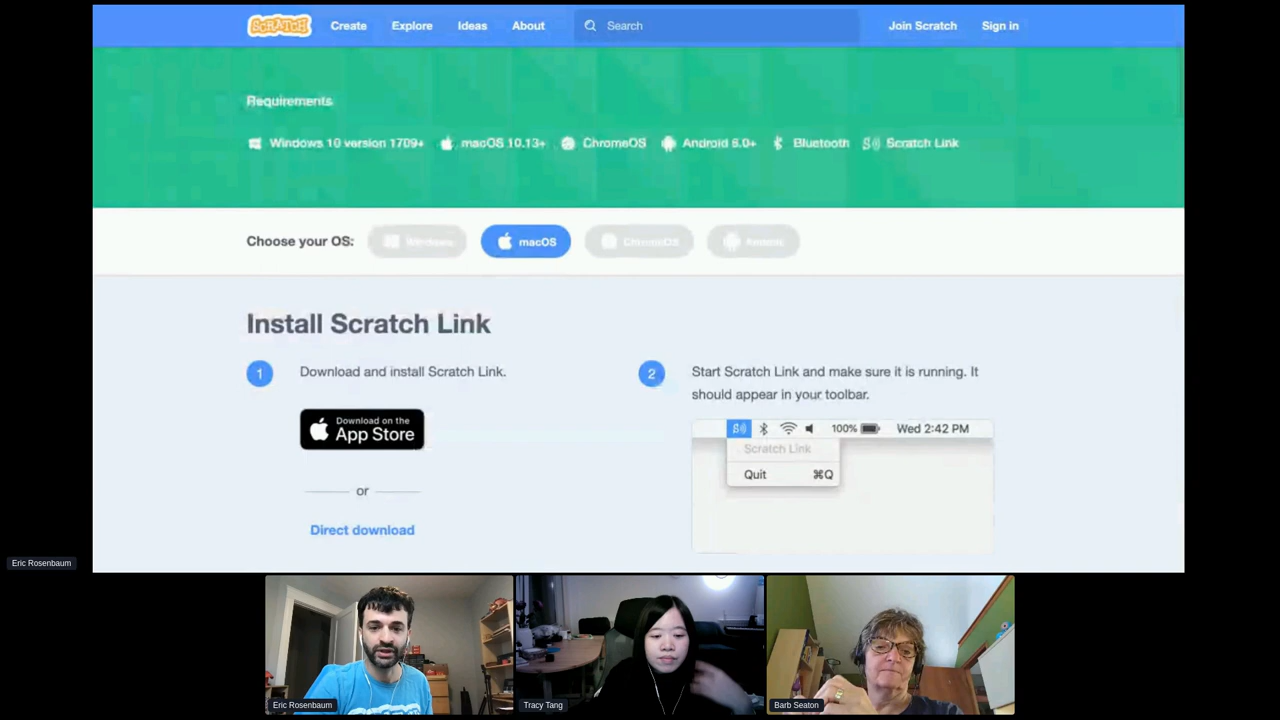 SCRATCH Create Explore Ideas About Search Join Scratch Sign in
Requirements
Windows 10 version 1709+ macOS 10.13+ ChromeOS Android 6.0+ Bluetooth Scratch Link
Choose your OS: Windows macOS ChromeOS Android
Install Scratch Link
1 Download and install Scratch Link.
Download on the
App Store
or
Direct download
2 Start Scratch Link and make sure it is running. It
should appear in your toolbar.
100% Wed 2:42 PM
Scratch Link
Quit ⌘Q
Eric Rosenbaum
Eric Rosenbaum Tracy Tang Barb Seaton